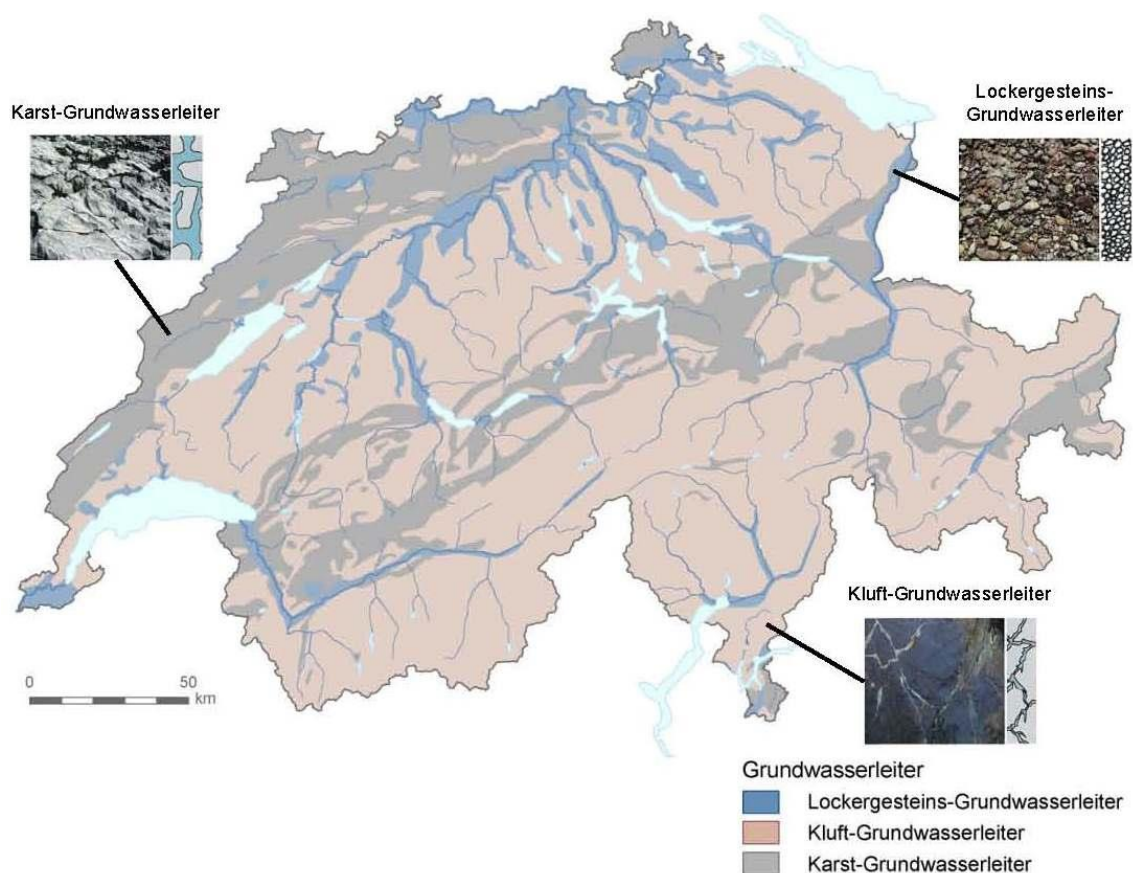 Karst-Grundwasserleiter
Lockergesteins-
Grundwasserleiter
Kluft-Grundwasserleiter
0 50
km
Grundwasserleiter
Lockergesteins-Grundwasserleiter
Kluft-Grundwasserleiter
Karst-Grundwasserleiter